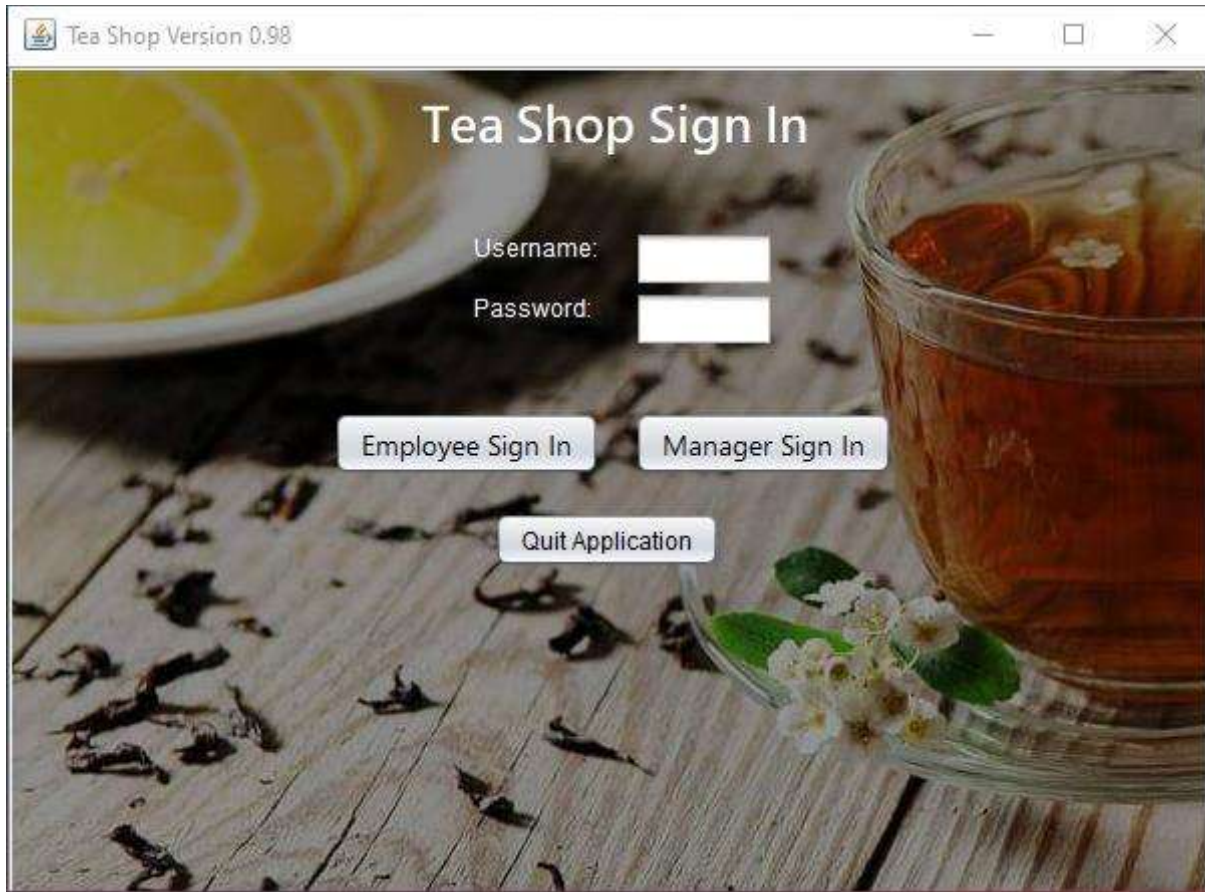 Tea Shop Version 0.98
Tea Shop Sign In
Username:
Password:
Employee Sign In
Manager Sign In
Quit Application